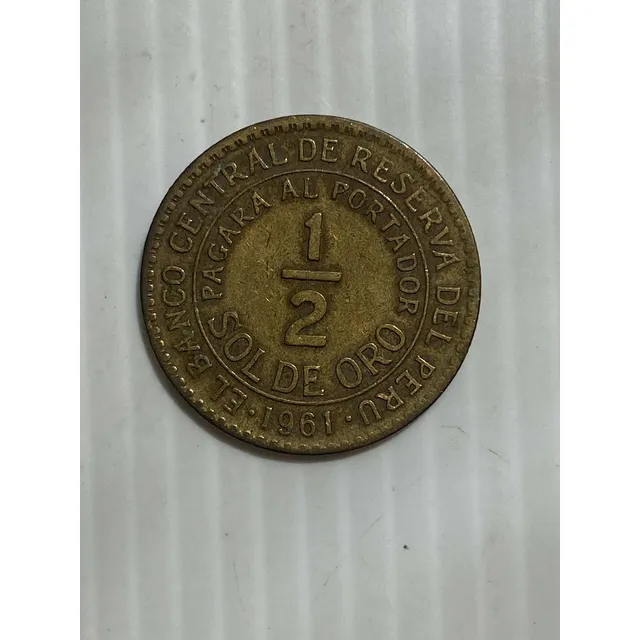 EL BANCO CENTRAL DE RESERVA DEL PERU
PAGARA AL PORTADOR
1/2
SOL DE ORO
·1961·